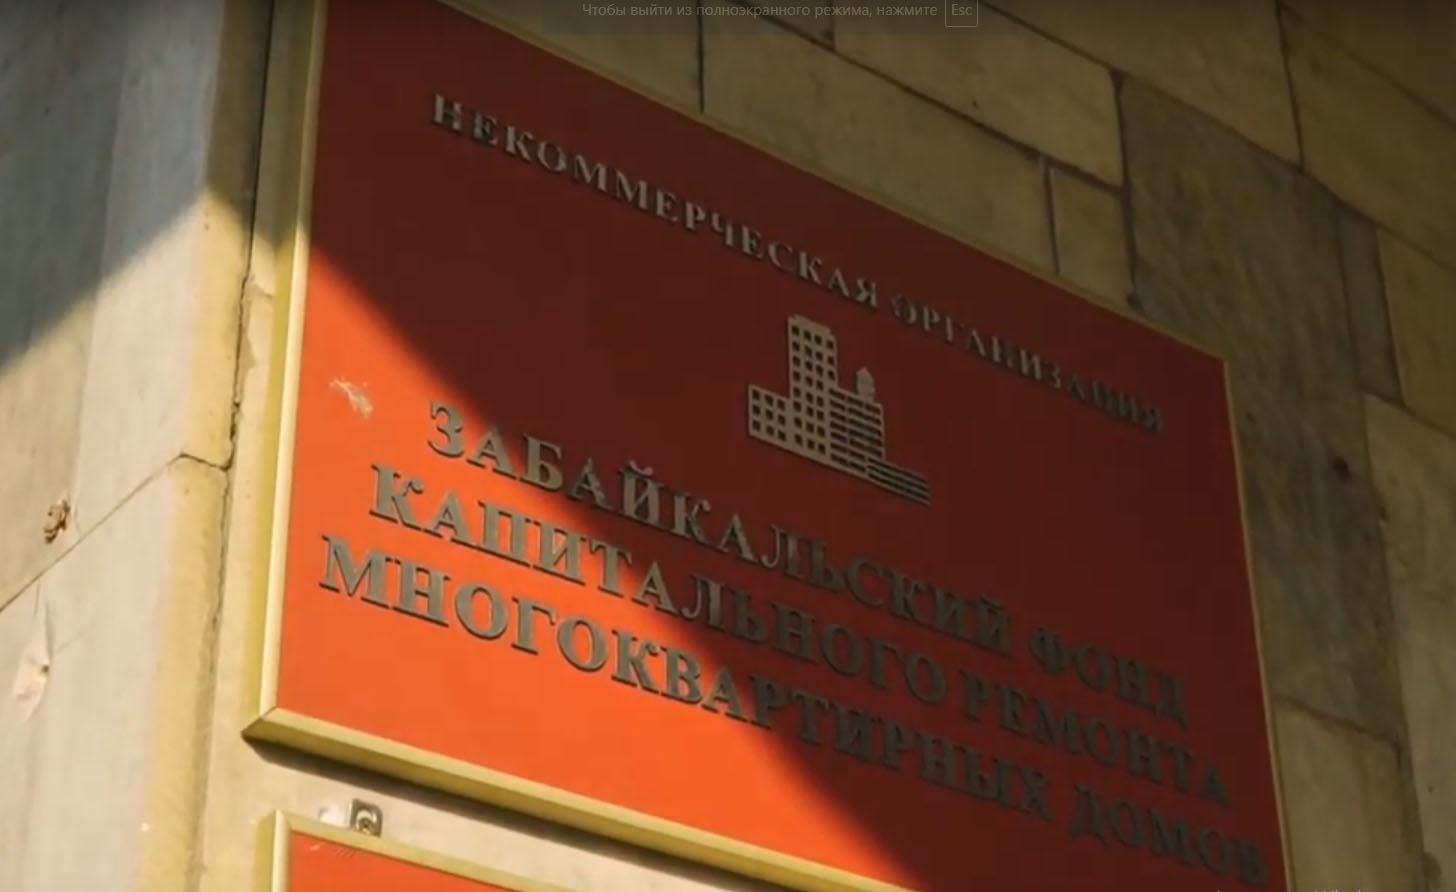 Чтобы выйти из полноэкранного режима, нажмите Esc
НЕКОММЕРЧЕСКАЯ ОРГАНИЗАЦИЯ
ЗАБАЙКАЛЬСКИЙ ФОНД
КАПИТАЛЬНОГО РЕМОНТА
МНОГОКВАРТИРНЫХ ДОМОВ